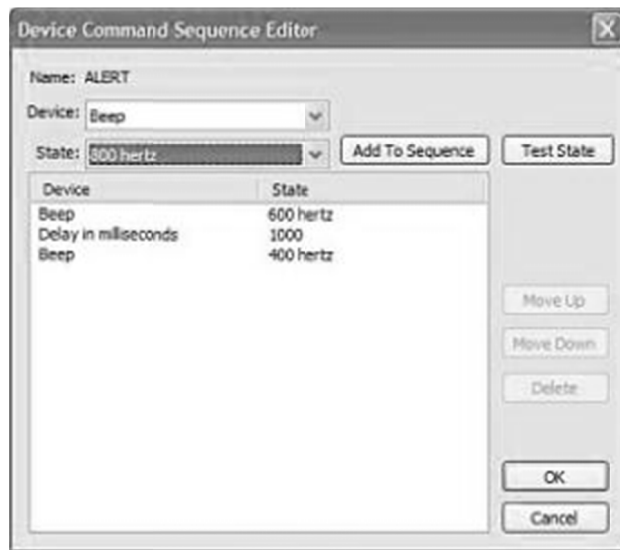 Device Command Sequence Editor
Name: ALERT
Device: Beep
State: 800 hertz Add To Sequence Test State
Device State
Beep 600 hertz
Delay in milliseconds 1000
Beep 400 hertz
Move Up
Move Down
Delete
OK
Cancel